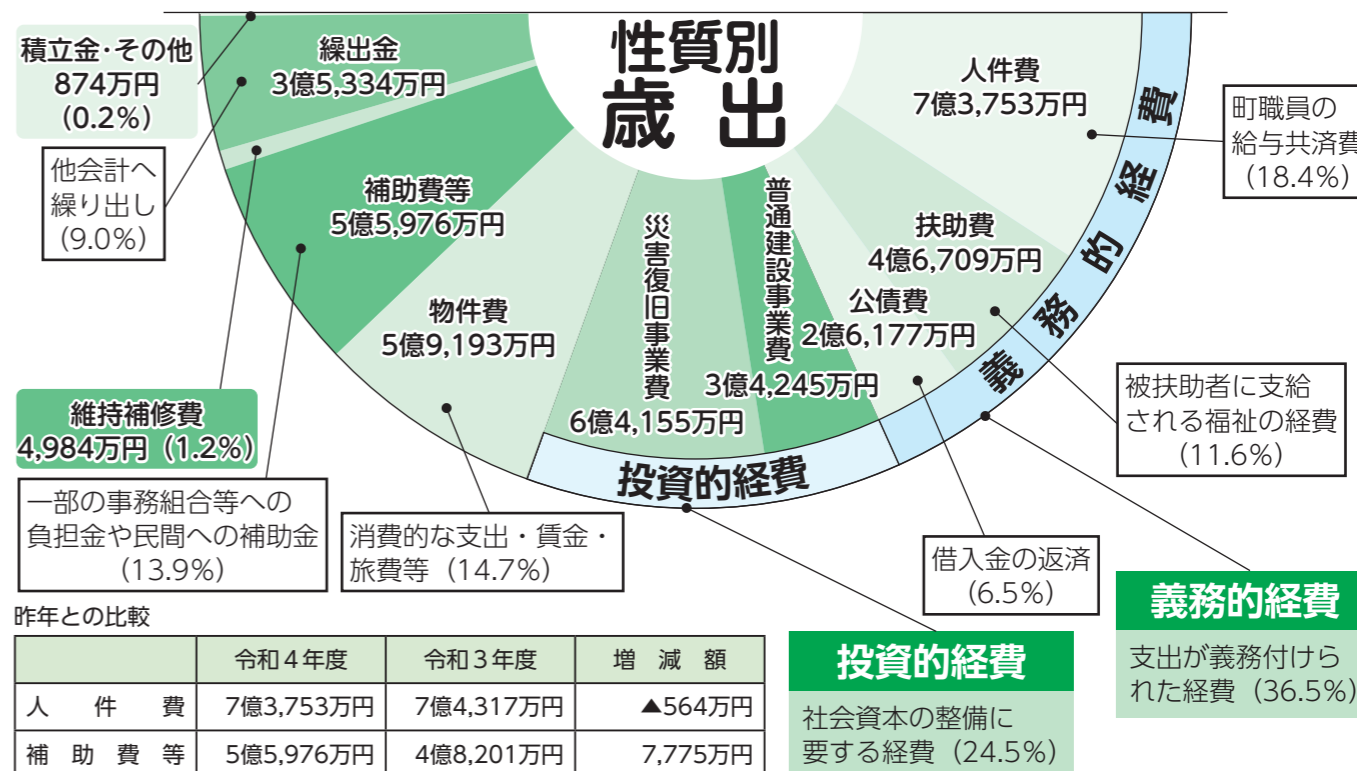 性質別
歳出
積立金・その他
874万円
(0.2%)
繰出金
3億5,334万円
他会計へ
繰り出し
(9.0%)
補助費等
5億5,976万円
物件費
5億9,193万円
災害復旧事業費
6億4,155万円
普通建設事業費
3億4,245万円
人件費
7億3,753万円
扶助費
4億6,709万円
公債費
2億6,177万円
義務的経費
投資的経費
町職員の
給与共済費
(18.4%)
被扶助者に支給
される福祉の経費
(11.6%)
借入金の返済
(6.5%)
維持補修費
4,984万円 (1.2%)
一部の事務組合等への
負担金や民間への補助金
(13.9%)
消費的な支出・賃金・
旅費等 (14.7%)
投資的経費
社会資本の整備に
要する経費 (24.5%)
義務的経費
支出が義務付けら
れた経費 (36.5%)
昨年との比較
令和4年度 令和3年度 増減額
人件費 7億3,753万円 7億4,317万円 ▲564万円
補助費等 5億5,976万円 4億8,201万円 7,775万円